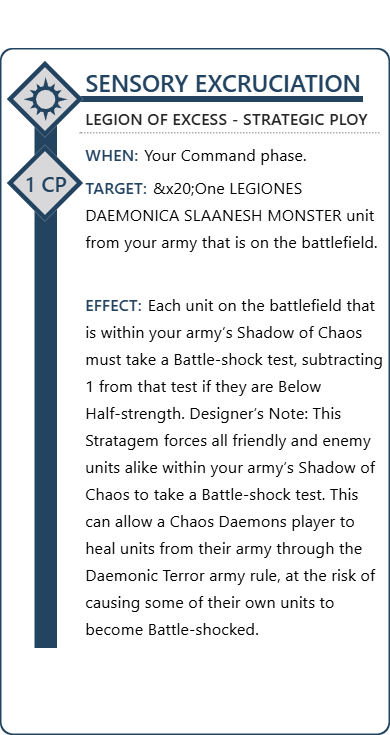 SENSORY EXCRUCIATION
LEGION OF EXCESS - STRATEGIC PLOY
WHEN: Your Command phase.
1 CP
TARGET: &x20;One LEGIONES
DAEMONICA SLAANESH MONSTER unit
from your army that is on the battlefield.
EFFECT: Each unit on the battlefield that
is within your army’s Shadow of Chaos
must take a Battle-shock test, subtracting
1 from that test if they are Below
Half-strength. Designer’s Note: This
Stratagem forces all friendly and enemy
units alike within your army’s Shadow of
Chaos to take a Battle-shock test. This
can allow a Chaos Daemons player to
heal units from their army through the
Daemonic Terror army rule, at the risk of
causing some of their own units to
become Battle-shocked.